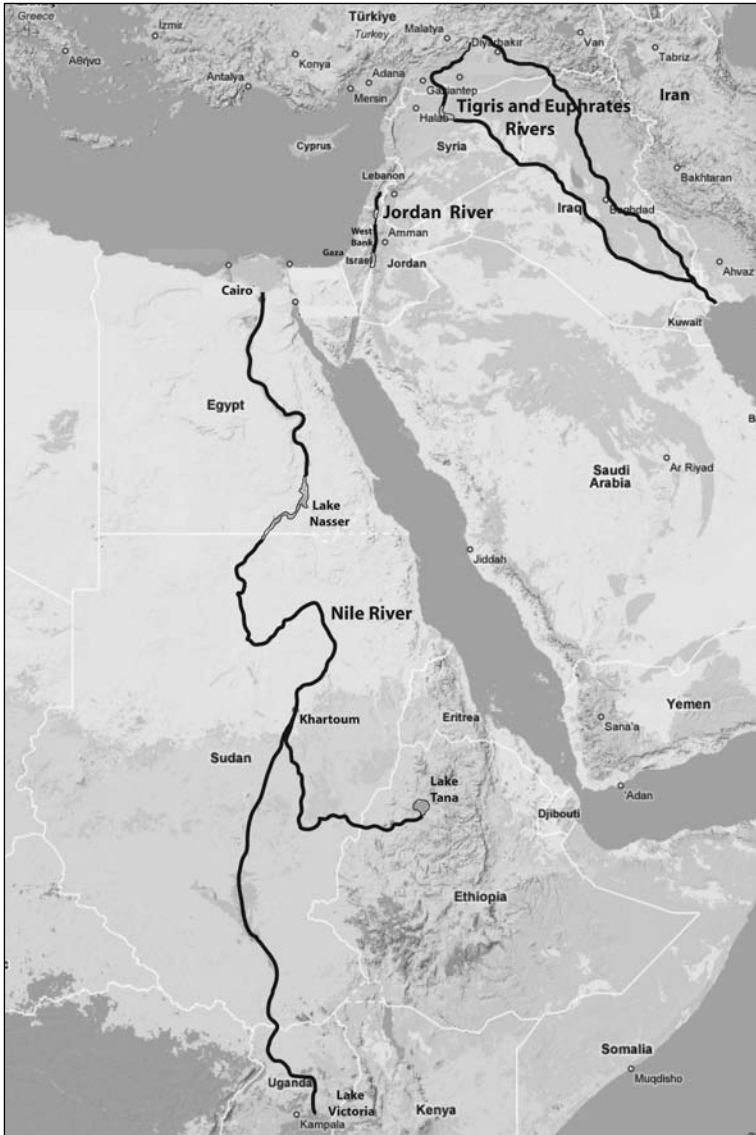 Greece
Türkiye
Turkey
İzmir
Αθήνα
Konya
Antalya
Malatya
Diyarbakır
Van
Tabriz
Adana
Mersin
Gaziantep
Halab
Tigris and Euphrates
Rivers
Iran
Cyprus
Syria
Lebanon
Bakhtaran
Iraq
Baghdad
Jordan River
West
Bank
Amman
Gaza
Israel
Jordan
Ahvaz
Kuwait
Cairo
Egypt
Saudi
Arabia
Ar Riyad
Lake
Nasser
Jiddah
Nile River
Khartoum
Eritrea
Yemen
Sana'a
Sudan
Lake
Tana
'Adan
Djibouti
Ethiopia
Somalia
Muqdisho
Uganda
Lake
Victoria
Kenya
Kampala